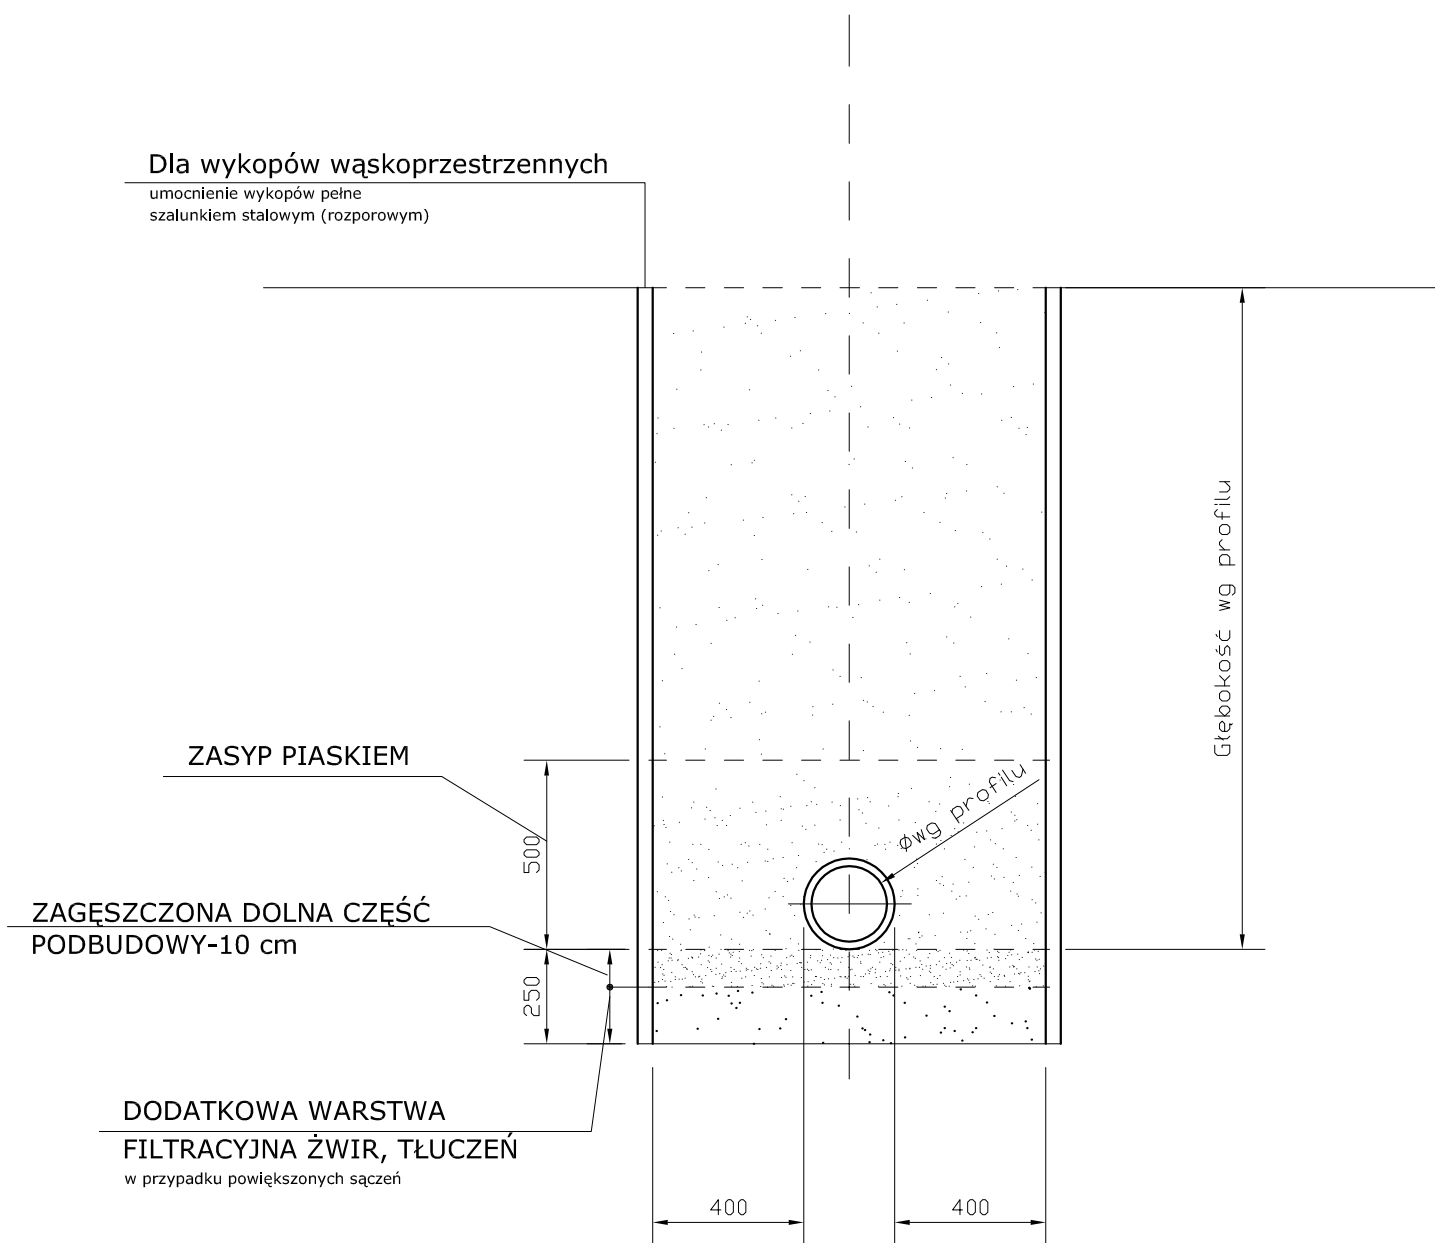 Dla wykopów wąskoprzestrzennych
umocnienie wykopów pełne
szalunkiem stalowym (rozporowym)
Głębokość wg profilu
ZASYP PIASKIEM
Øwg profilu
500
ZAGĘSZCZONA DOLNA CZĘŚĆ
PODBUDOWY-10 cm
250
DODATKOWA WARSTWA
FILTRACYJNA ŻWIR, TŁUCZEŃ
w przypadku powiększonych sączeń
400
400